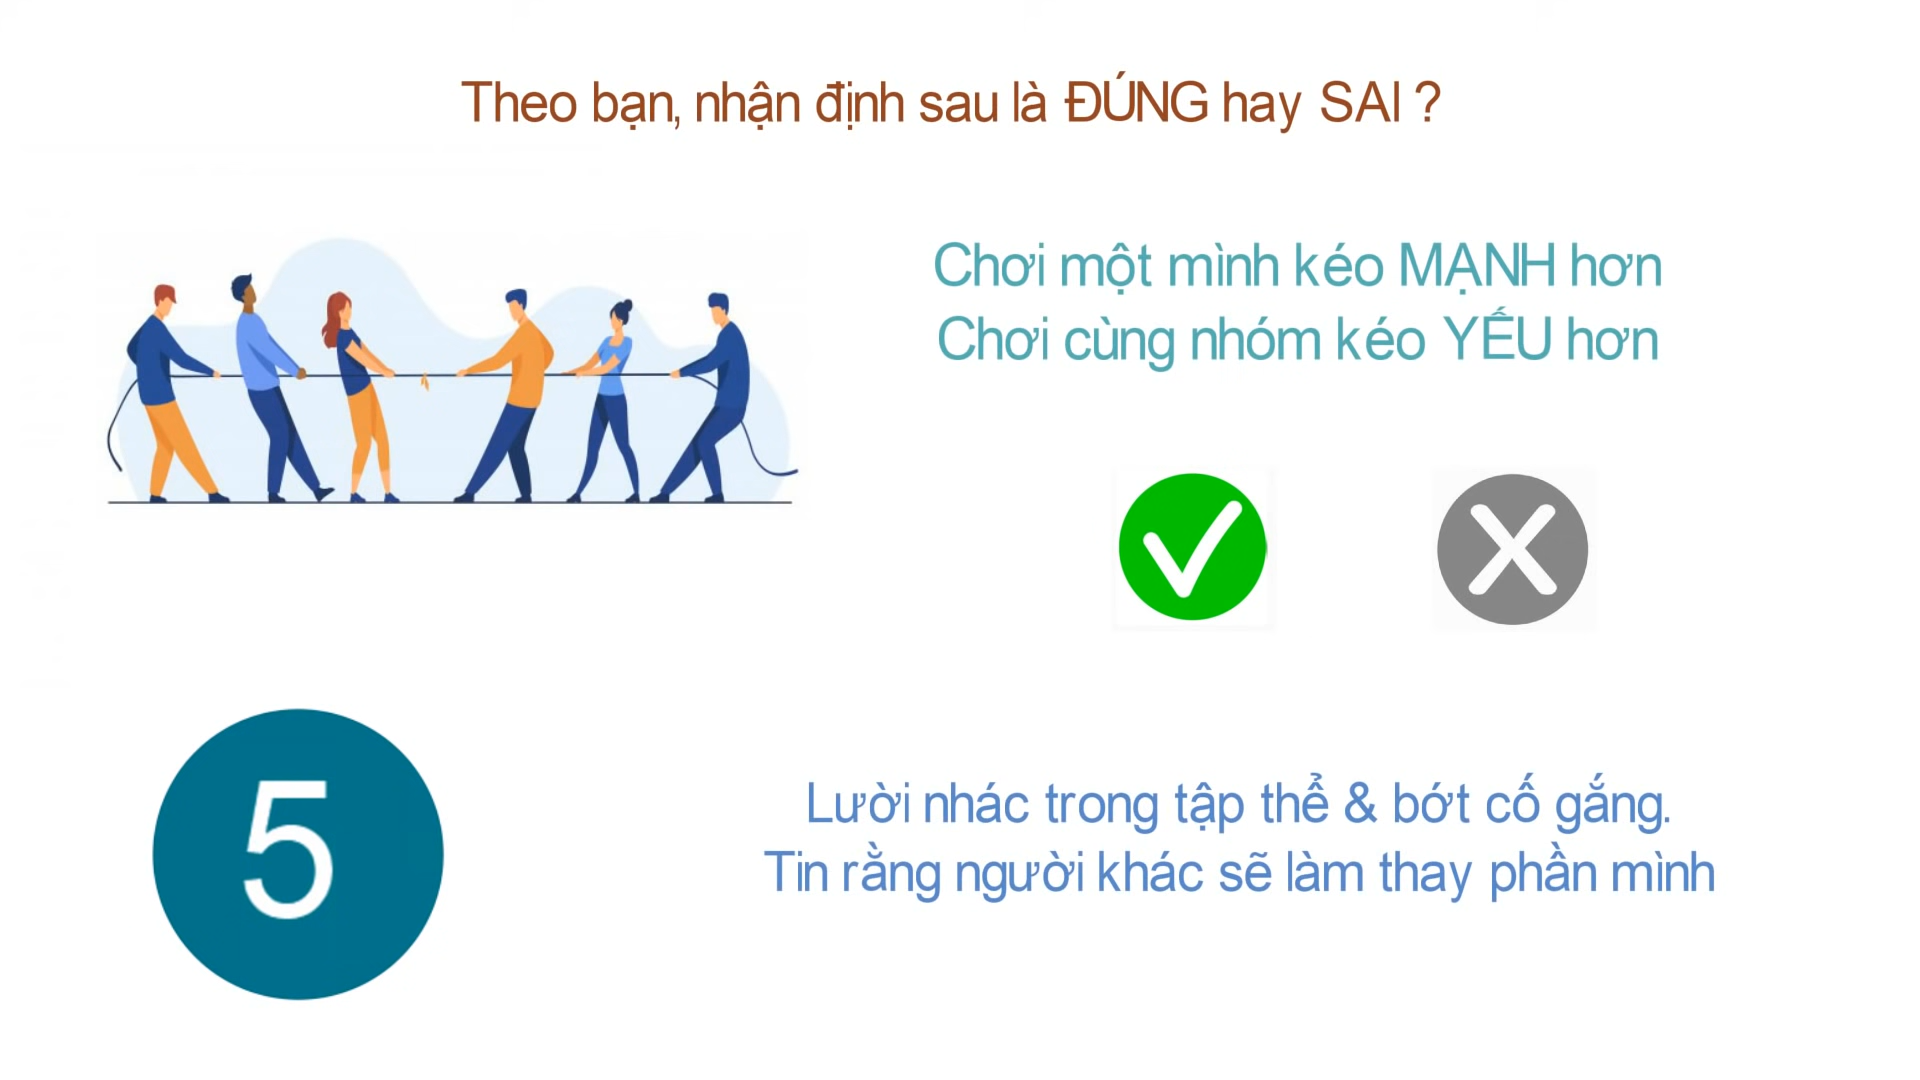 Theo bạn, nhận định sau là ĐÚNG hay SAI ?
Chơi một mình kéo MẠNH hơn
Chơi cùng nhóm kéo YẾU hơn
5
Lười nhác trong tập thể & bớt cố gắng.
Tin rằng người khác sẽ làm thay phần mình